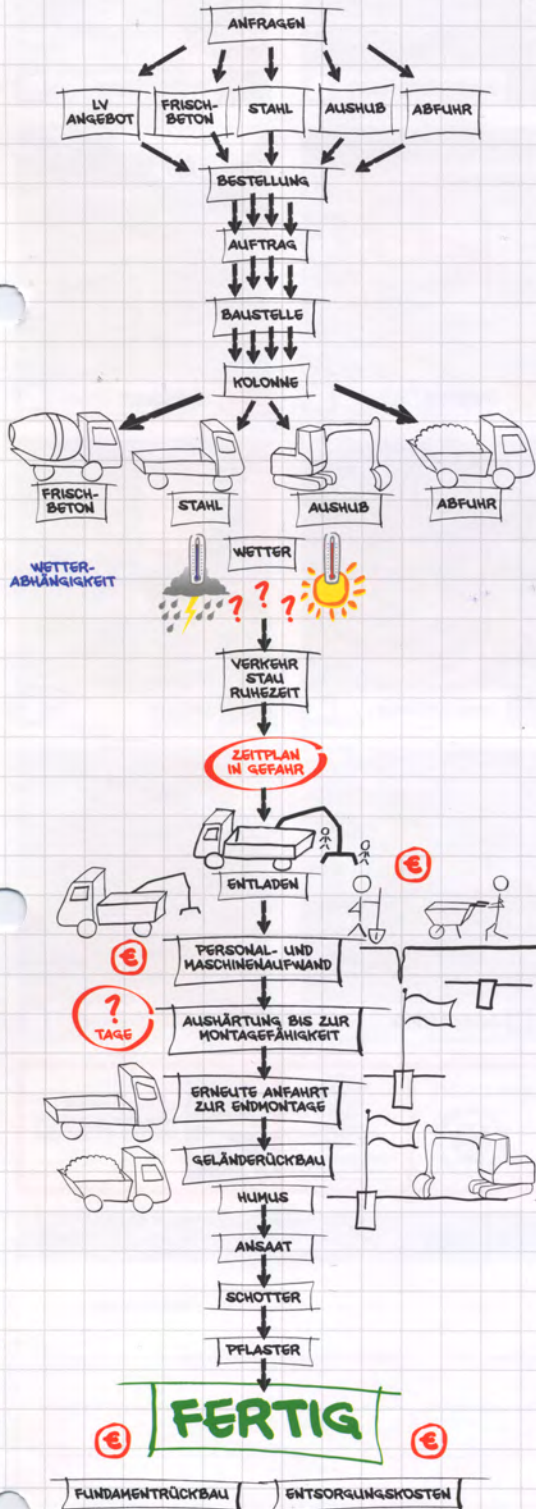 ANFRAGEN
LV
ANGEBOT
FRISCH-
BETON
STAHL
AUSHUB
ABFUHR
BESTELLUNG
AUFTRAG
BAUSTELLE
KOLONNE
FRISCH-
BETON
STAHL
AUSHUB
ABFUHR
WETTER-
ABHÄNGIGKEIT
WETTER
? ? ?
VERKEHR
STAU
RUHEZEIT
ZEITPLAN
IN GEFAHR
ENTLADEN
€
€
PERSONAL- UND
MASCHINENAUFWAND
?
TAGE
AUSHÄRTUNG BIS ZUR
MONTAGEFÄHIGKEIT
ERNEUTE ANFAHRT
ZUR ENDMONTAGE
GELÄNDERÜCKBAU
HUMUS
ANSAAT
SCHOTTER
PFLASTER
FERTIG
€
€
FUNDAMENTRÜCKBAU
ENTSORGUNGSKOSTEN